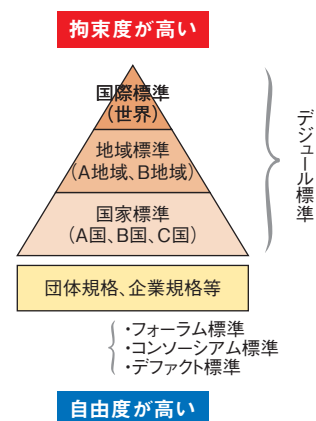 拘束度が高い
国際標準
(世界)
地域標準
(A地域、B地域)
国家標準
(A国、B国、C国)
デジュール標準
団体規格、企業規格等
・フォーラム標準
・コンソーシアム標準
・デファクト標準
自由度が高い